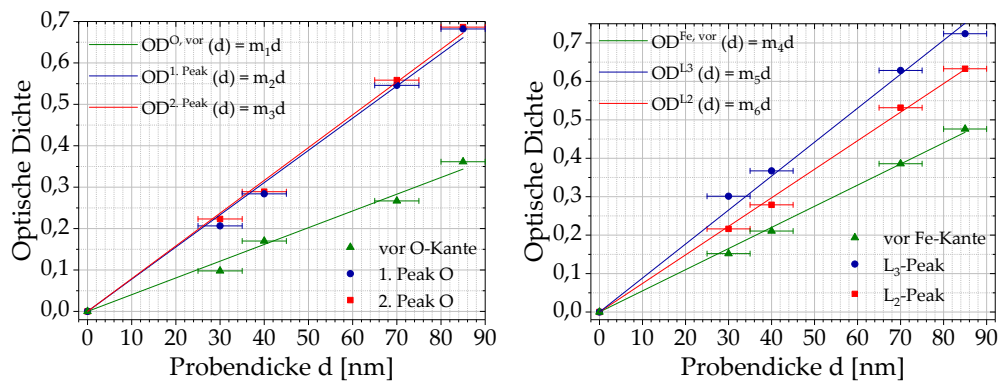 0,7
0,6
0,5
0,4
0,3
0,2
0,1
0,0
Optische Dichte
OD^O, vor (d) = m₁d
OD^1. Peak (d) = m₂d
OD^2. Peak (d) = m₃d
vor O-Kante
1. Peak O
2. Peak O
0 10 20 30 40 50 60 70 80 90
Probendicke d [nm]
0,7
0,6
0,5
0,4
0,3
0,2
0,1
0,0
Optische Dichte
OD^Fe, vor (d) = m₄d
OD^L3 (d) = m₅d
OD^L2 (d) = m₆d
vor Fe-Kante
L₃-Peak
L₂-Peak
0 10 20 30 40 50 60 70 80 90
Probendicke d [nm]